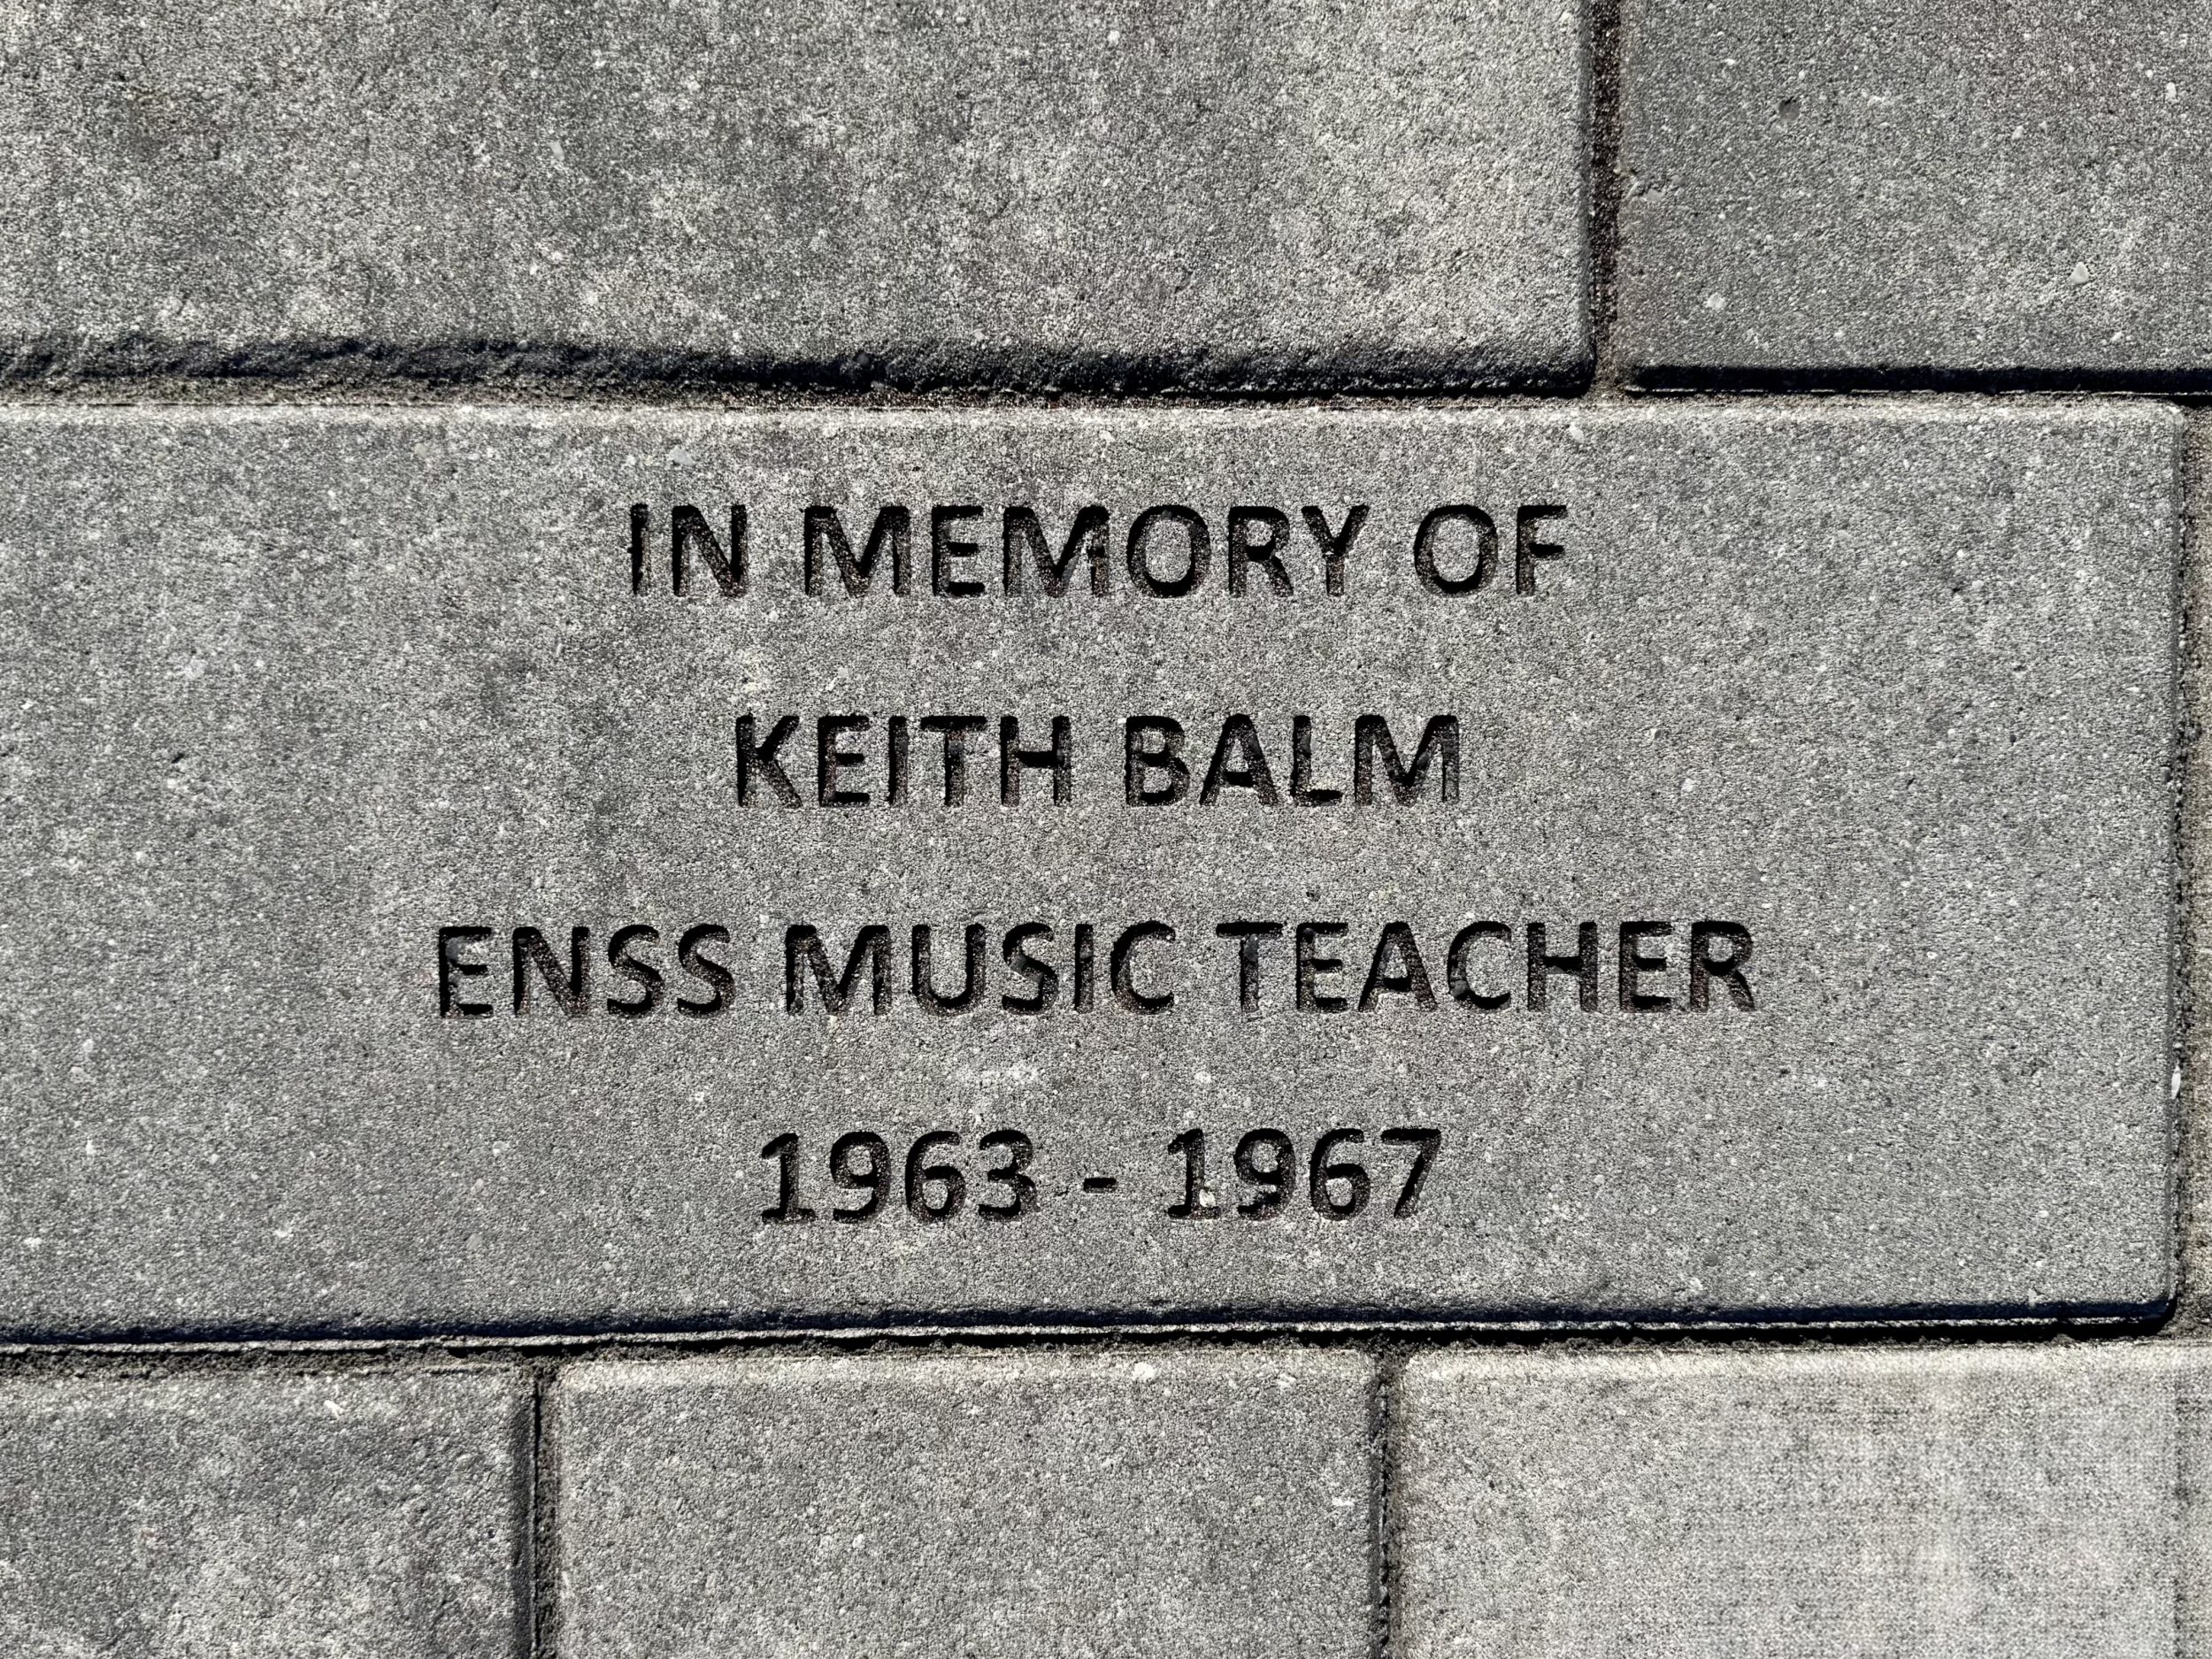 IN MEMORY OF
KEITH BALM
ENSS MUSIC TEACHER
1963 - 1967